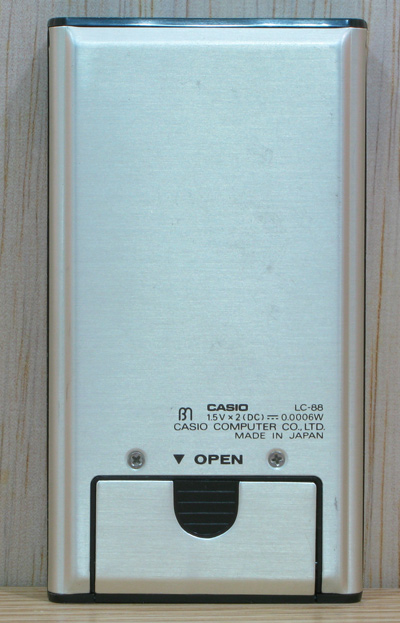 CASIO LC-88
1.5V×2(DC)⎓0.0006W
CASIO COMPUTER CO., LTD.
MADE IN JAPAN
▼ OPEN